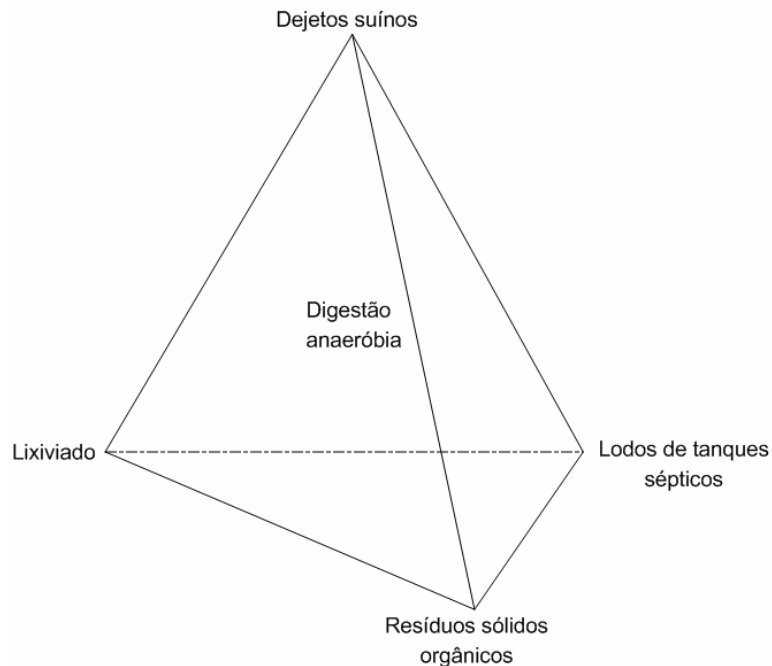 Dejetos suínos
Digestão
anaeróbia
Lixiviado
Lodos de tanques
sépticos
Resíduos sólidos
orgânicos